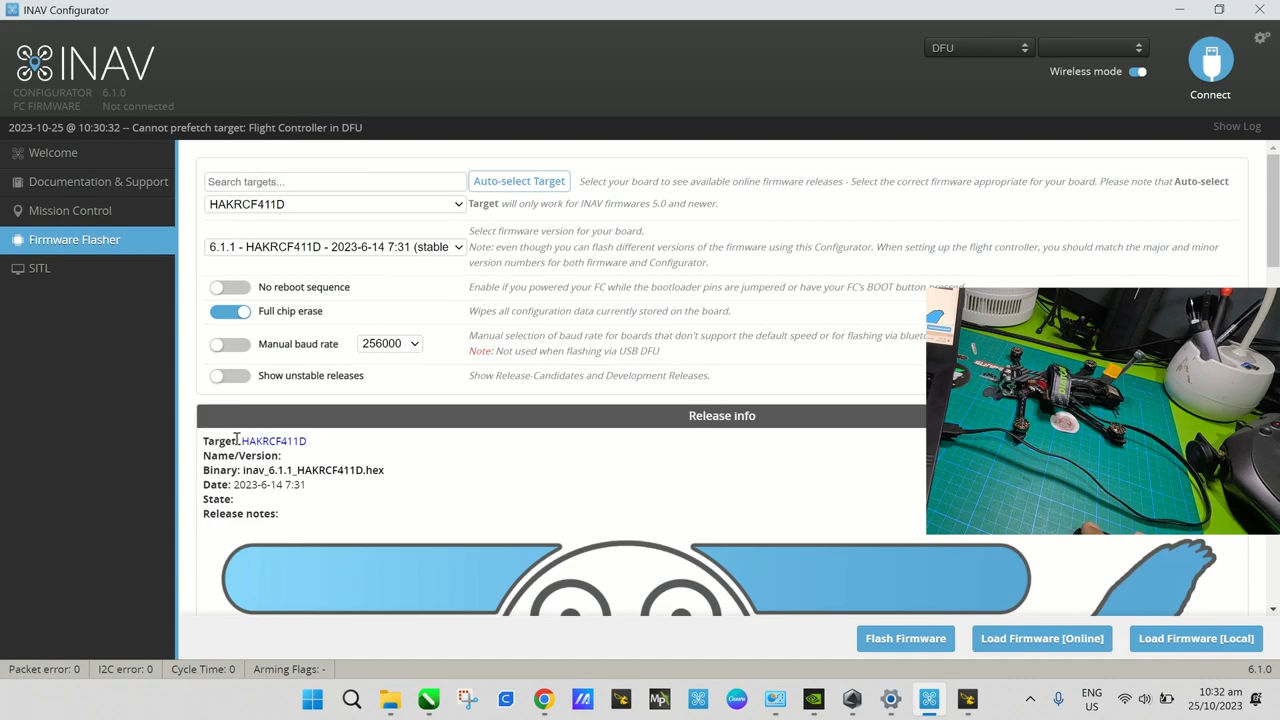 INAV Configurator
INAV
CONFIGURATOR 6.1.0
FC FIRMWARE Not connected
DFU
Wireless mode
Connect
2023-10-25 @ 10:30:32 -- Cannot prefetch target: Flight Controller in DFU
Show Log
Welcome
Documentation & Support
Mission Control
Firmware Flasher
SITL
Search targets...
Auto-select Target
Select your board to see available online firmware releases - Select the correct firmware appropriate for your board. Please note that Auto-select
HAKRCF411D
Target will only work for INAV firmwares 5.0 and newer.
Select firmware version for your board.
6.1.1 - HAKRCF411D - 2023-6-14 7:31 (stable
Note: even though you can flash different versions of the firmware using this Configurator. When setting up the flight controller, you should match the major and minor
version numbers for both firmware and Configurator.
No reboot sequence
Enable if you powered your FC while the bootloader pins are jumpered or have your FC's BOOT button pressed.
Full chip erase
Wipes all configuration data currently stored on the board.
Manual baud rate
256000
Manual selection of baud rate for boards that don't support the default speed or for flashing via
Note: Not used when flashing via USB DFU
Show unstable releases
Show Release-Candidates and Development Releases.
Release info
Target: HAKRCF411D
Name/Version:
Binary: inav_6.1.1_HAKRCF411D.hex
Date: 2023-6-14 7:31
State:
Release notes:
Flash Firmware
Load Firmware [Online]
Load Firmware [Local]
Packet error: 0
I2C error: 0
Cycle Time: 0
Arming Flags: -
6.1.0
Mp
ENG
US
10:32 am
25/10/2023